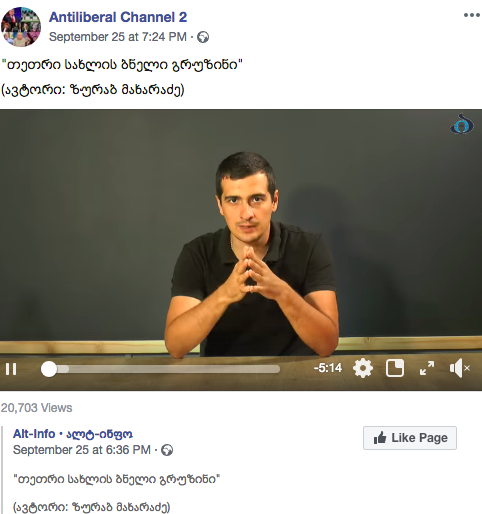 Antiliberal Channel 2
September 25 at 7:24 PM ·
"თეთრი სახლის ბნელი გრუზინი"
(ავტორი: ზურაბ მახარაძე)
-5:14
20,703 Views
Alt-Info • ალტ-ინფო
September 25 at 6:36 PM ·
Like Page
"თეთრი სახლის ბნელი გრუზინი"
(ავტორი: ზურაბ მახარაძე)